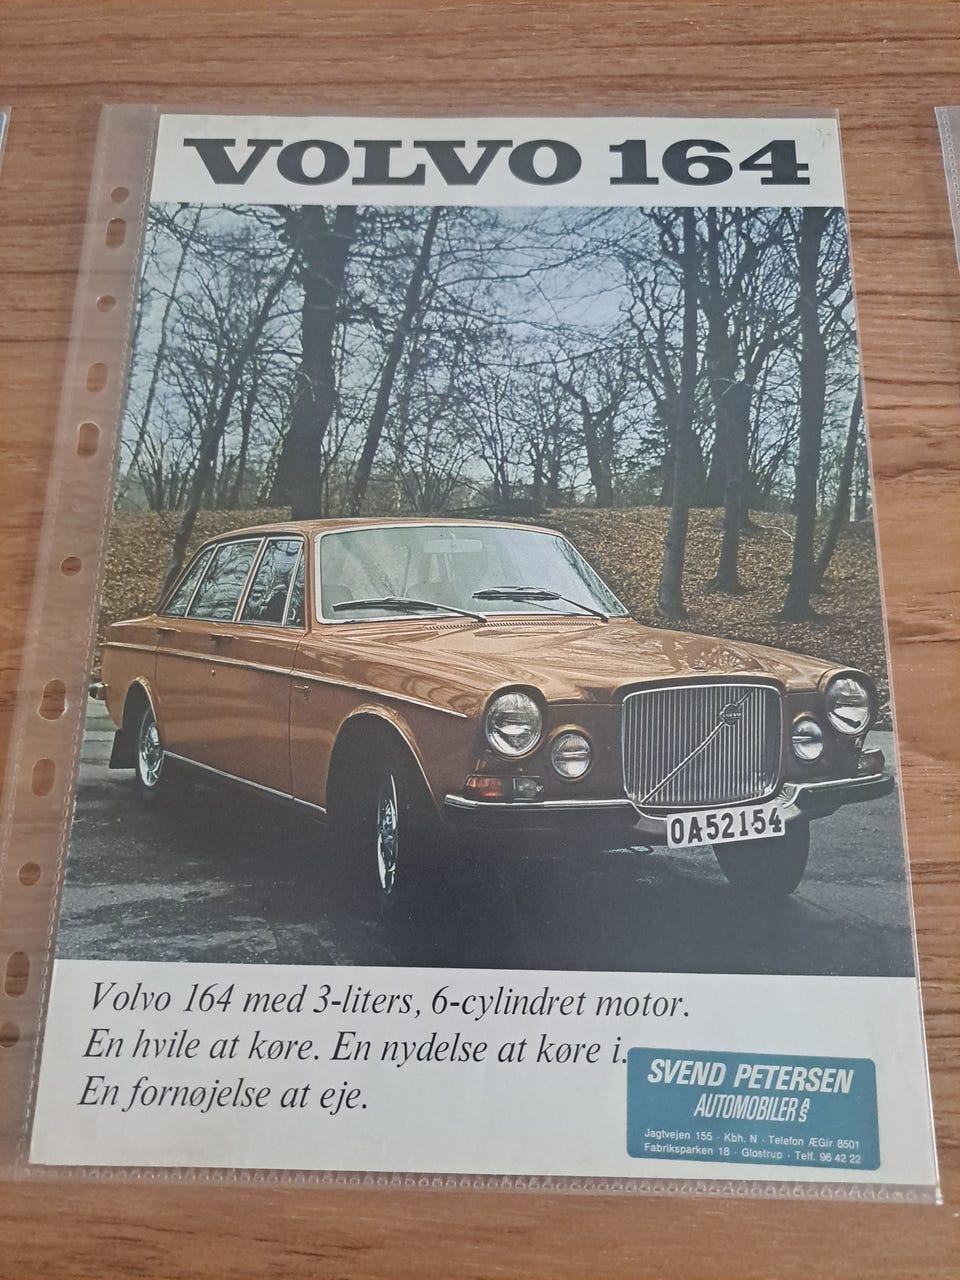 VOLVO 164
OA52154
Volvo 164 med 3-liters, 6-cylindret motor.
En hvile at køre. En nydelse at køre i.
En fornøjelse at eje.
SVEND PETERSEN
AUTOMOBILER A/S
Jagtvejen 155 · Kbh. N · Telefon ÆGir 8501
Fabriksparken 18 · Glostrup · Telf. 96 42 22